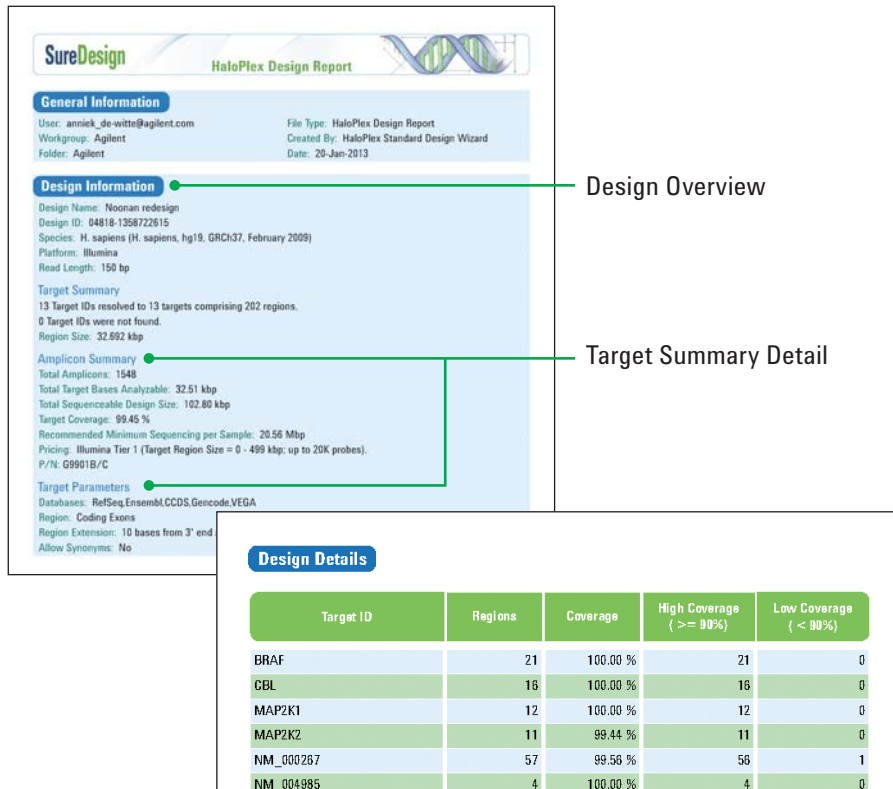 SureDesign
HaloPlex Design Report
General Information
User: anniek_de-witte@agilent.com
Workgroup: Agilent
Folder: Agilent
File Type: HaloPlex Design Report
Created By: HaloPlex Standard Design Wizard
Date: 20-Jan-2013
Design Information
Design Overview
Design Name: Noonan redesign
Design ID: 04818-1358722615
Species: H. sapiens (H. sapiens, hg19, GRCh37, February 2009)
Platform: Illumina
Read Length: 150 bp
Target Summary
13 Target IDs resolved to 13 targets comprising 202 regions.
0 Target IDs were not found.
Region Size: 32.692 kbp
Amplicon Summary
Target Summary Detail
Total Amplicons: 1548
Total Target Bases Analyzable: 32.51 kbp
Total Sequenceable Design Size: 102.80 kbp
Target Coverage: 99.45 %
Recommended Minimum Sequencing per Sample: 20.56 Mbp
Pricing: Illumina Tier 1 (Target Region Size = 0 - 499 kbp; up to 20K probes).
P/N: G9901B/C
Target Parameters
Databases: RefSeq,Ensembl,CCDS,Gencode,VEGA
Region: Coding Exons
Region Extension: 10 bases from 3' end
Allow Synonyms: No
Design Details
Target ID Regions Coverage High Coverage ( >= 90%) Low Coverage ( < 90%)
BRAF 21 100.00 % 21 0
CBL 16 100.00 % 16 0
MAP2K1 12 100.00 % 12 0
MAP2K2 11 99.44 % 11 0
NM_000267 57 99.56 % 56 1
NM_004985 4 100.00 % 4 0